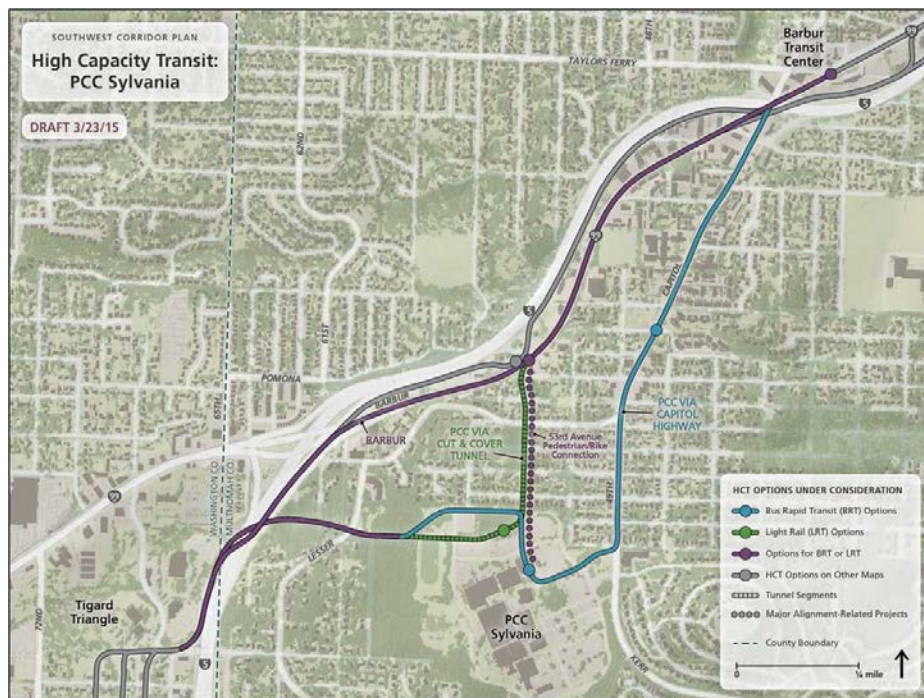 SOUTHWEST CORRIDOR PLAN
High Capacity Transit:
PCC Sylvania
DRAFT 3/23/15
48TH
TAYLORS FERRY
Barbur
Transit
Center
5
62ND
99
CAPITOL
61ST
5
POMONA
65TH
BARBUR
BARBUR
PCC VIA
CUT & COVER
TUNNEL
53rd Avenue
Pedestrian/Bike
Connection
PCC VIA
CAPITOL
HIGHWAY
49TH
99
WASHINGTON CO.
MULTNOMAH CO.
LESSER
72ND
Tigard
Triangle
5
PCC
Sylvania
KERR
HCT OPTIONS UNDER CONSIDERATION
Bus Rapid Transit (BRT) Options
Light Rail (LRT) Options
Options for BRT or LRT
HCT Options on Other Maps
Tunnel Segments
Major Alignment-Related Projects
County Boundary
0
¼ mile